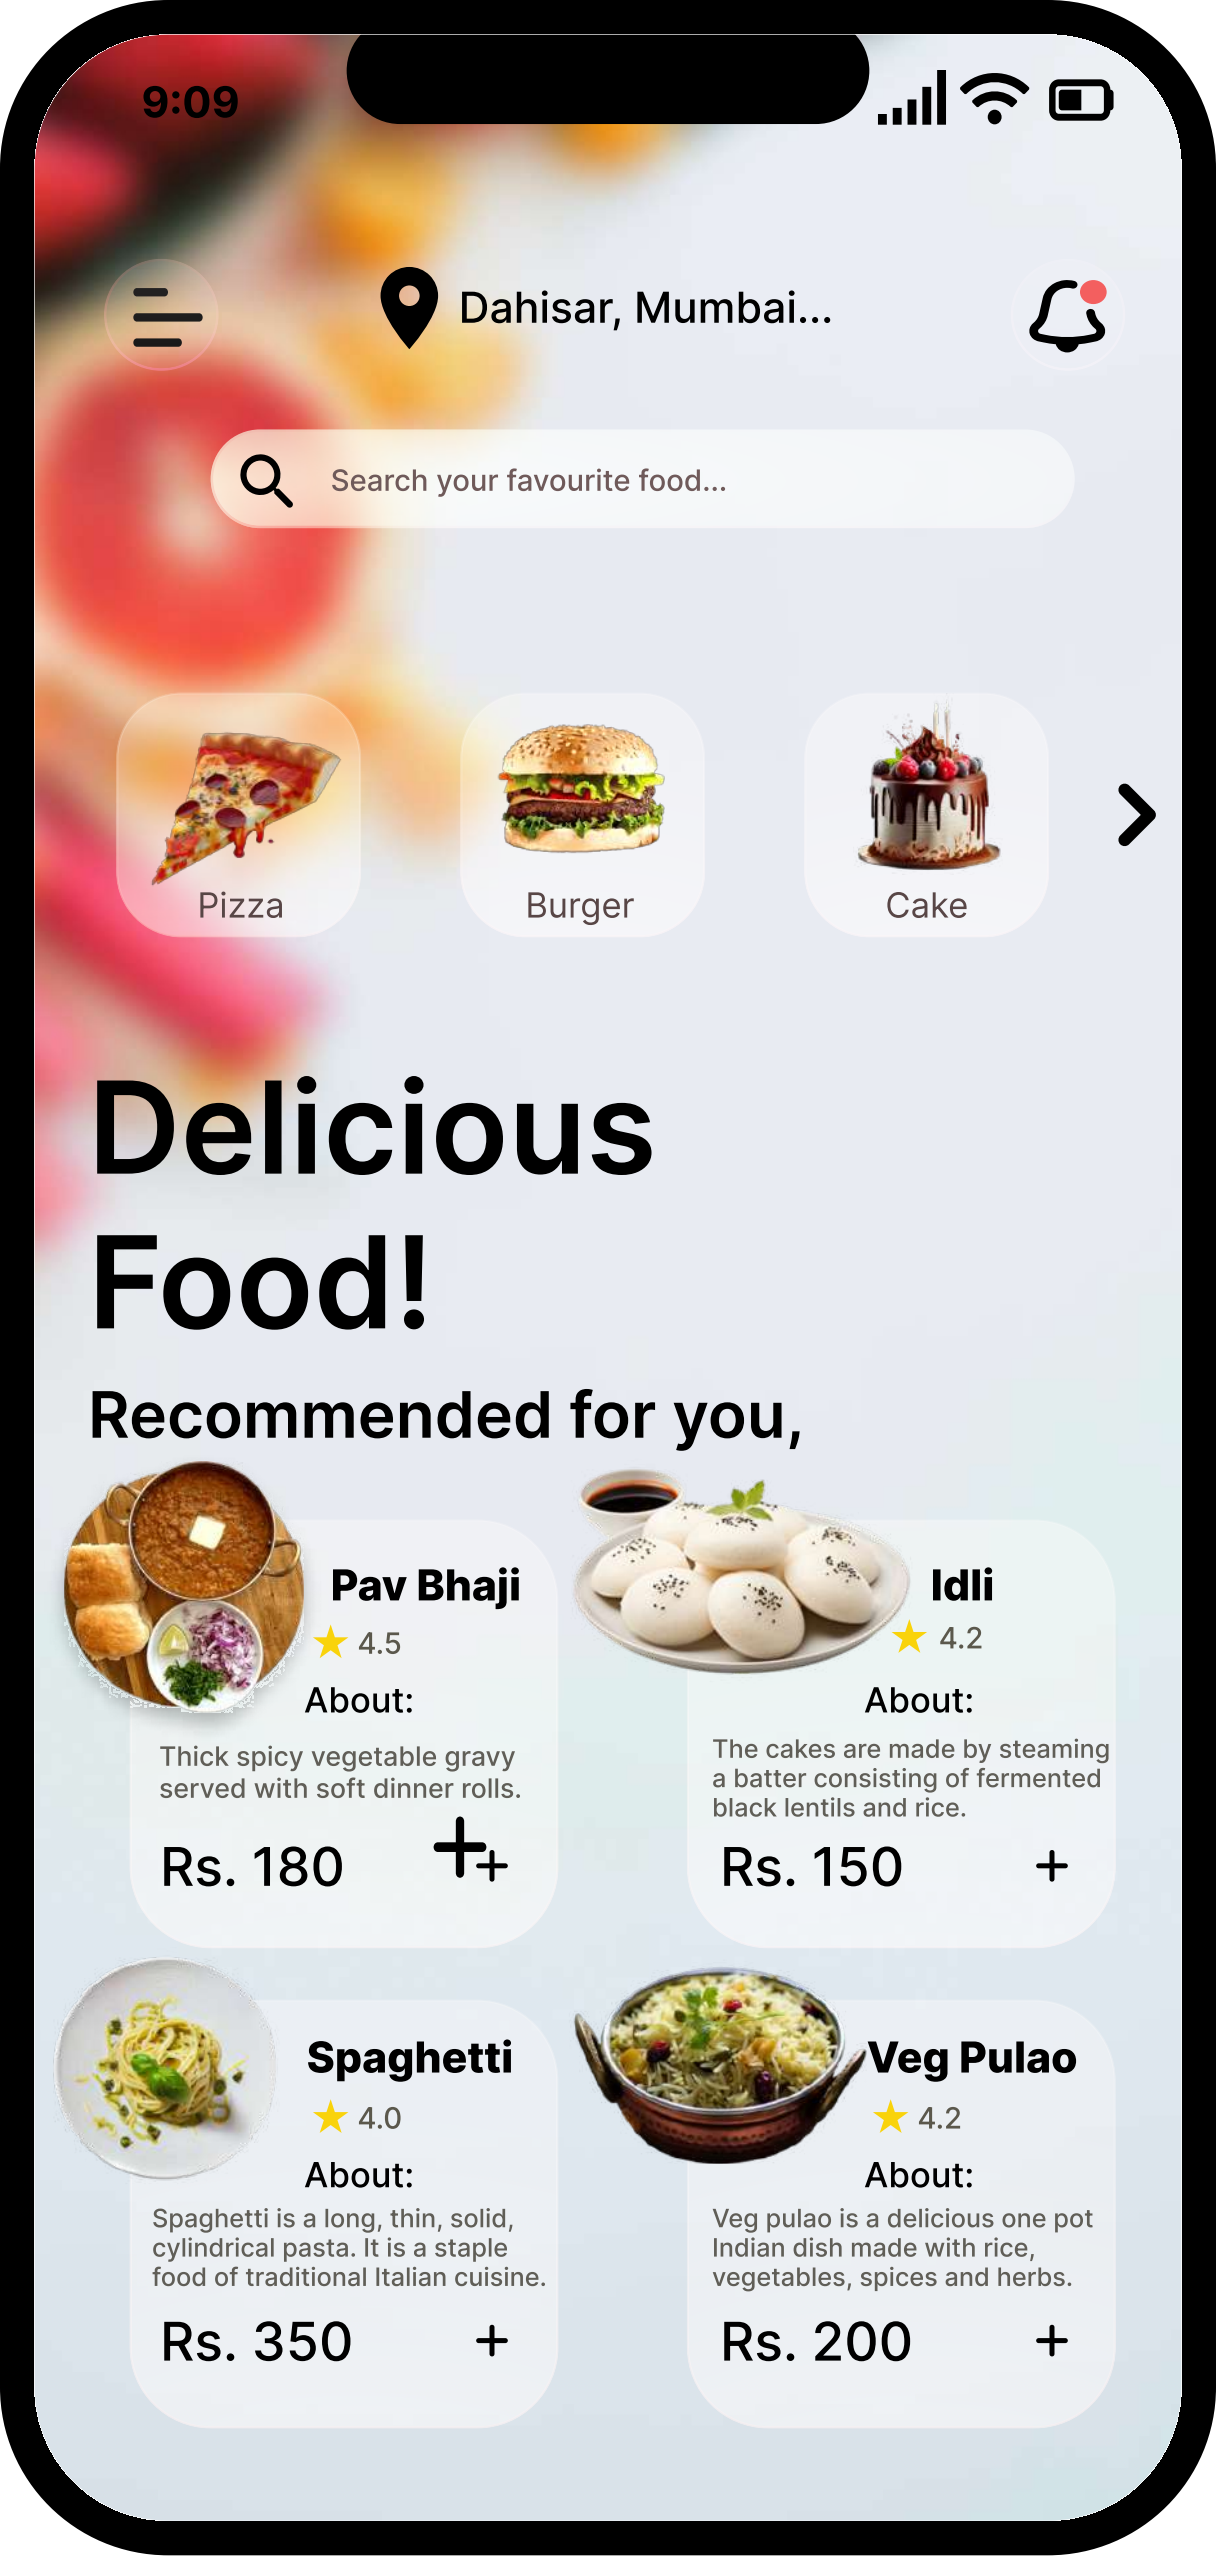 9:09
Dahisar, Mumbai...
Search your favourite food...
Pizza
Burger
Cake
Delicious
Food!
Recommended for you,
Pav Bhaji
4.5
About:
Thick spicy vegetable gravy
served with soft dinner rolls.
Rs. 180
+
+
Idli
4.2
About:
The cakes are made by steaming
a batter consisting of fermented
black lentils and rice.
Rs. 150
+
Spaghetti
4.0
About:
Spaghetti is a long, thin, solid,
cylindrical pasta. It is a staple
food of traditional Italian cuisine.
Rs. 350
+
Veg Pulao
4.2
About:
Veg pulao is a delicious one pot
Indian dish made with rice,
vegetables, spices and herbs.
Rs. 200
+